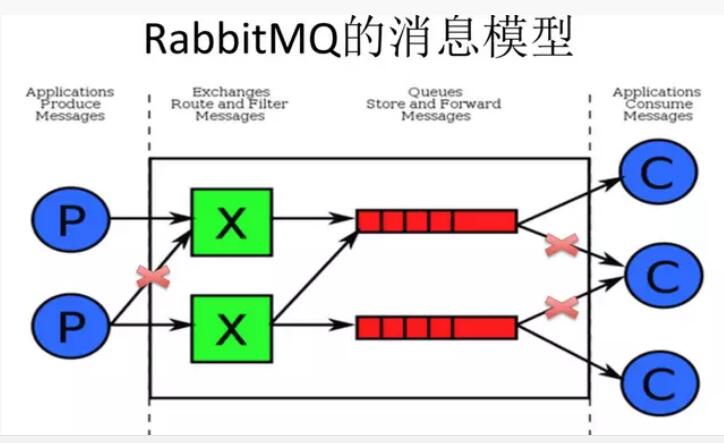 RabbitMQ的消息模型
Applications
Produce
Messages
Exchanges
Route and Filter
Messages
Queues
Store and Forward
Messages
Applications
Consume
Messages
P
X
C
P
X
C
C